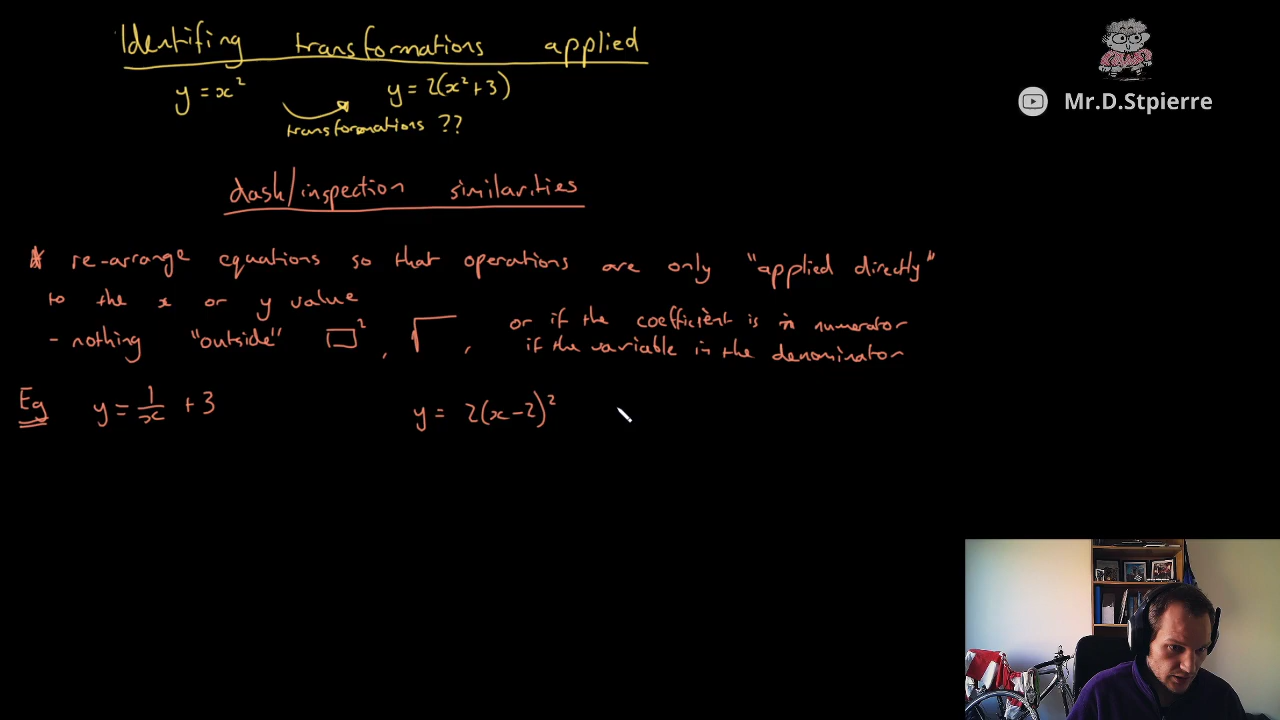 Identifing transformations applied
y = x² y = 2(x² + 3)
transformations ??
dash/inspection similarities
* re-arrange equations so that operations are only "applied directly"
to the x or y value
- nothing "outside" □² , √ , or if the coefficient is in numerator
if the variable in the denominator
Eg y = 1/x + 3 y = 2(x-2)²
Mr.D.Stpierre